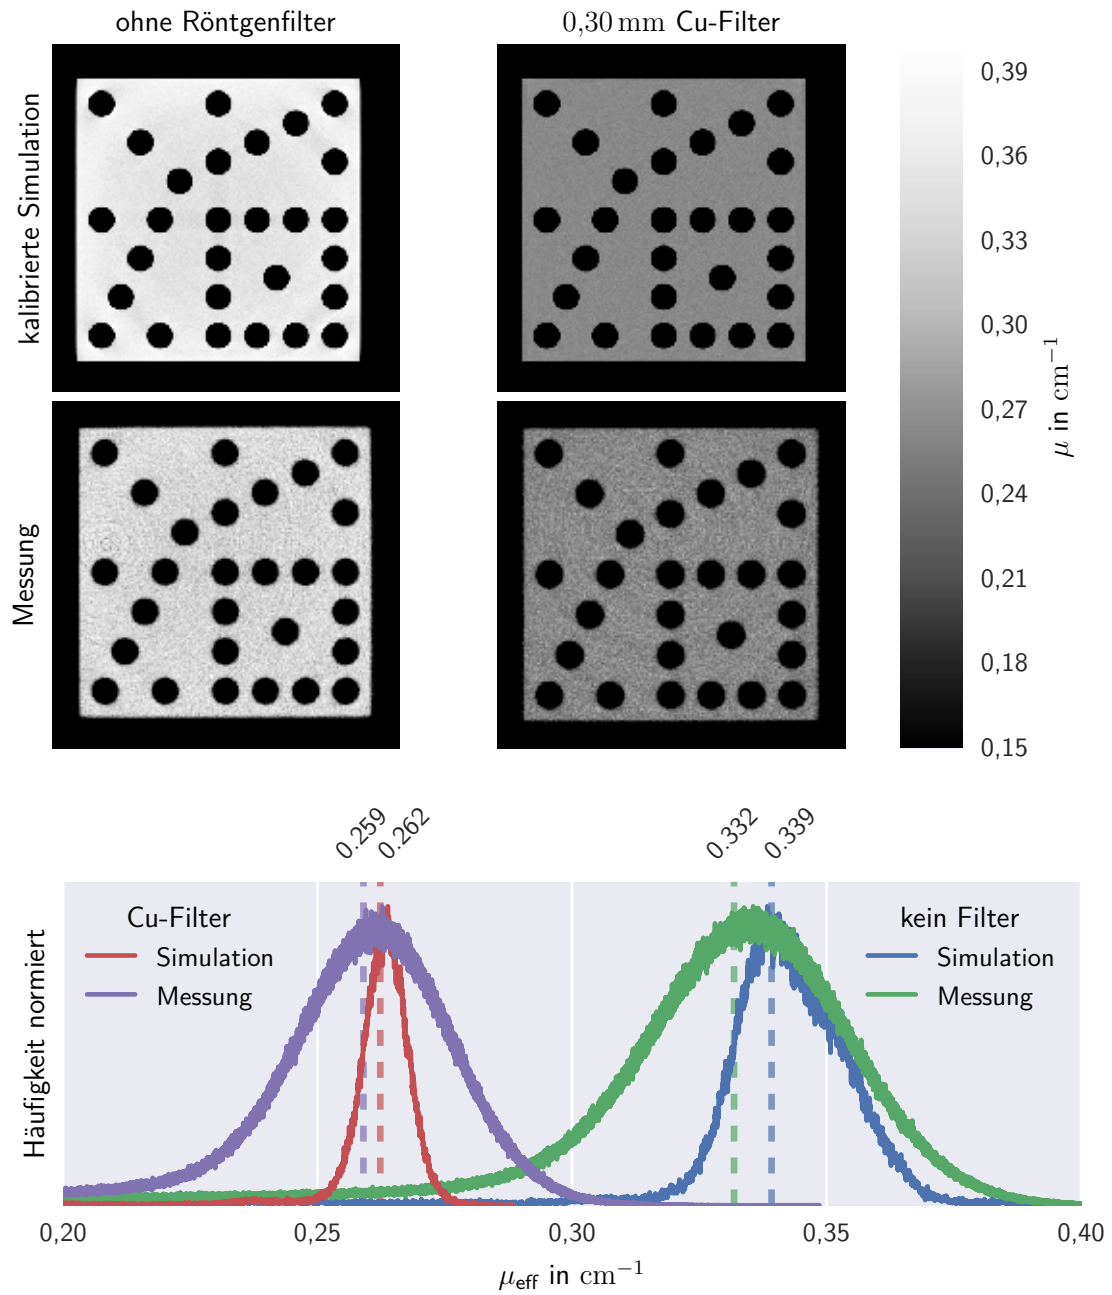 ohne Röntgenfilter
0,30 mm Cu-Filter
kalibrierte Simulation
Messung
0,39
0,36
0,33
0,30
0,27
0,24
0,21
0,18
0,15
μ in cm⁻¹
0.259
0.262
0.332
0.339
Häufigkeit normiert
Cu-Filter
Simulation
Messung
kein Filter
Simulation
Messung
0,20
0,25
0,30
0,35
0,40
μeff in cm⁻¹